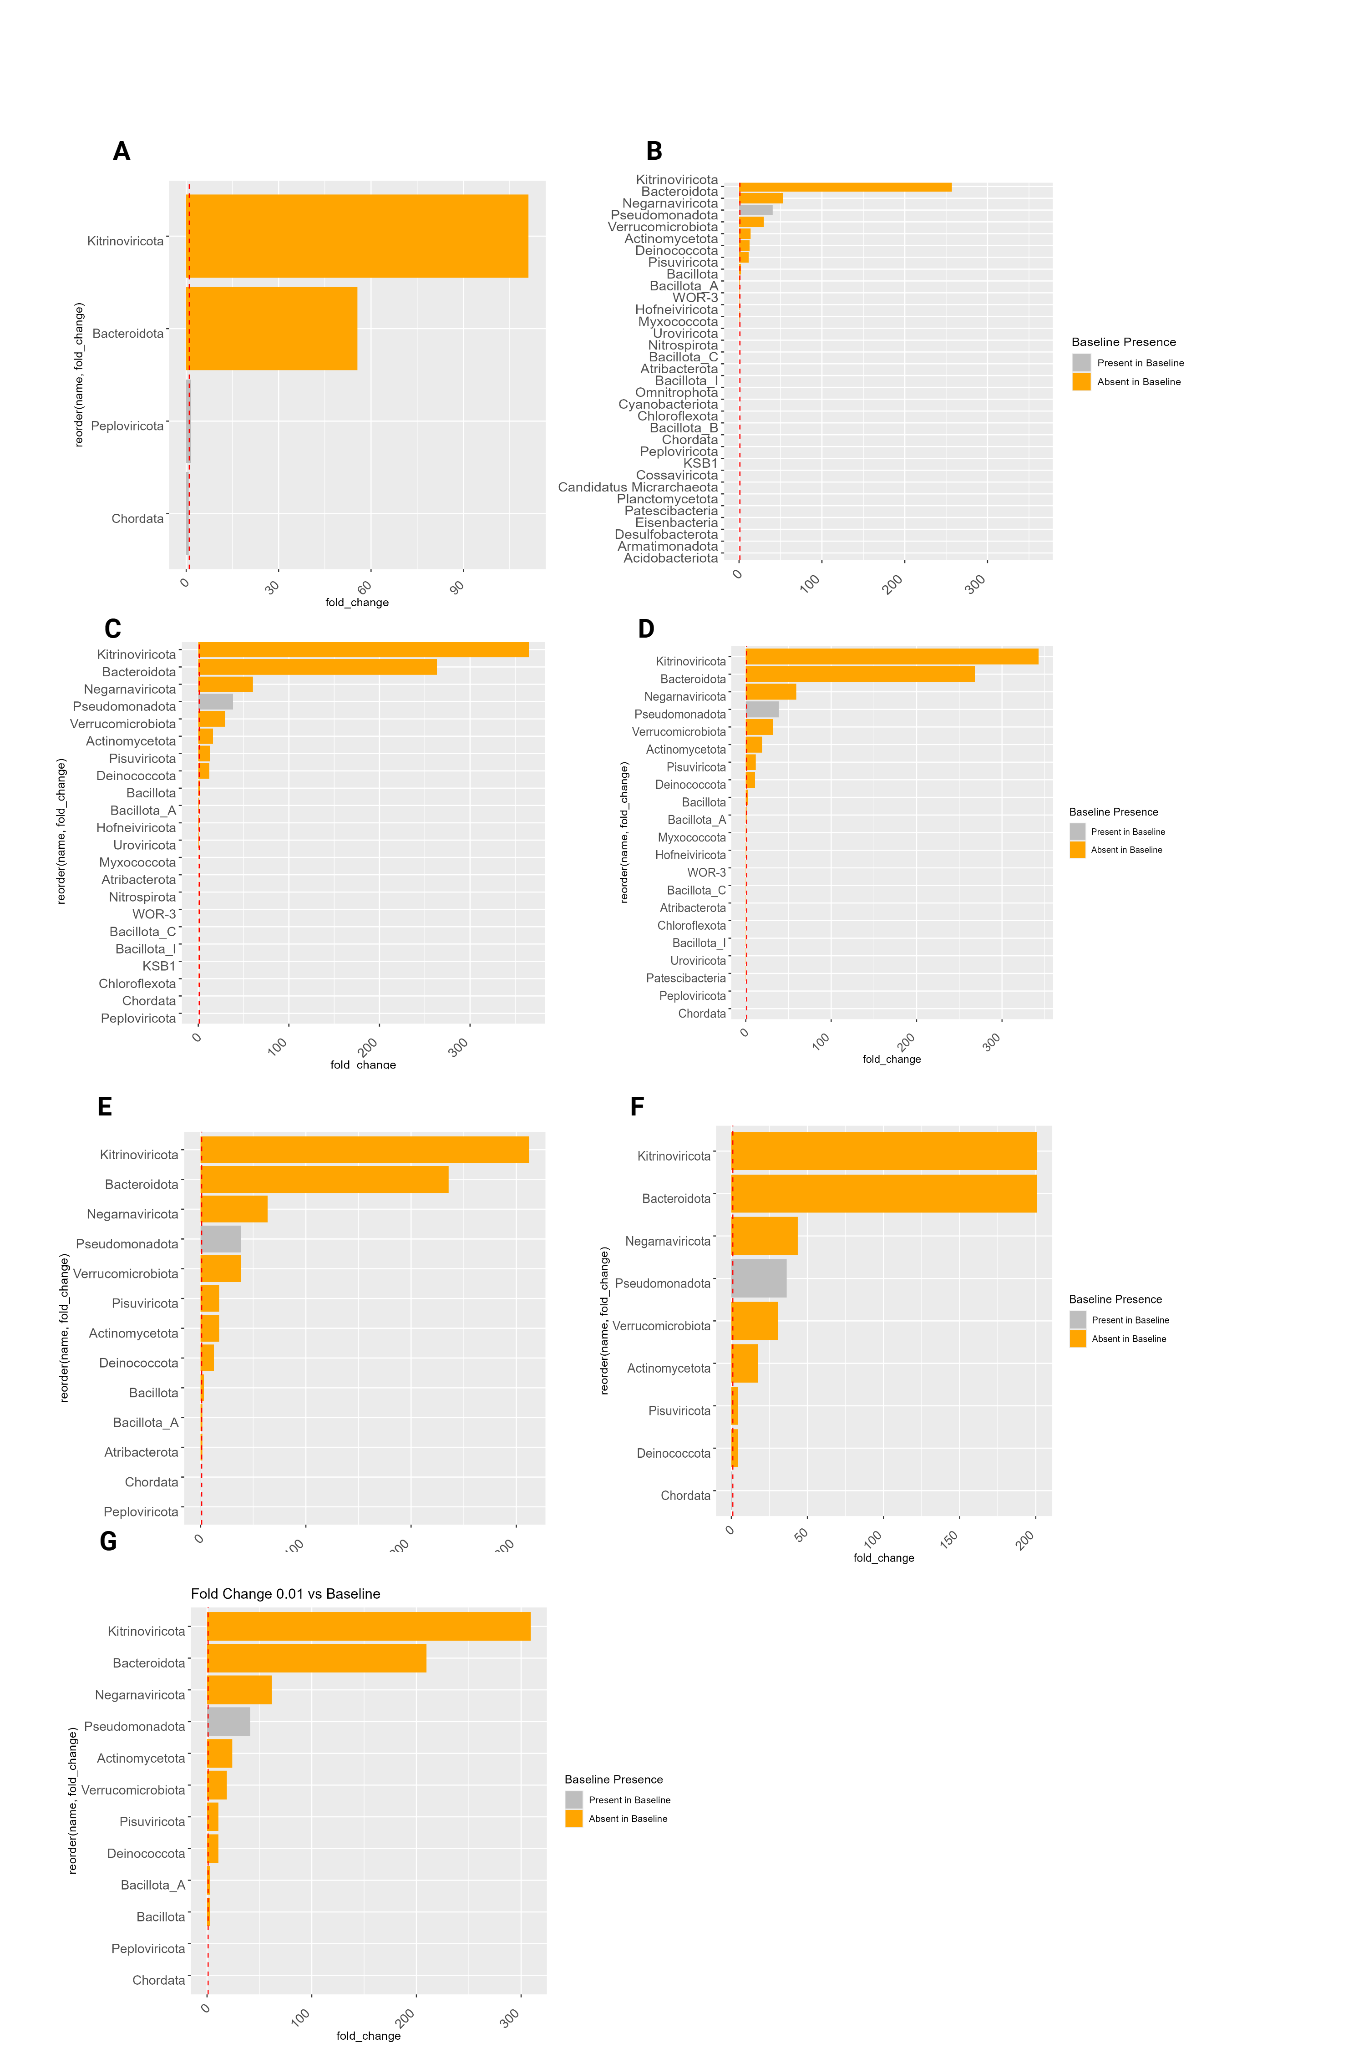 A
reorder(name, fold_change)
Kitrinoviricota
Bacteroidota
Peploviricota
Chordata
0
30
60
90
fold_change
B
Kitrinoviricota
Bacteroidota
Negarnaviricota
Pseudomonadota
Verrucomicrobiota
Actinomycetota
Deinococcota
Pisuviricota
Bacillota
Bacillota_A
WOR-3
Hofneiviricota
Myxococcota
Uroviricota
Nitrospirota
Bacillota_C
Atribacterota
Bacillota_I
Omnitrophota
Cyanobacteriota
Chloroflexota
Bacillota_B
Chordata
Peploviricota
KSB1
Cossaviricota
Candidatus Micrarchaeota
Planctomycetota
Patescibacteria
Eisenbacteria
Desulfobacterota
Armatimonadota
Acidobacteriota
0
100
200
300
Baseline Presence
Present in Baseline
Absent in Baseline
C
reorder(name, fold_change)
Kitrinoviricota
Bacteroidota
Negarnaviricota
Pseudomonadota
Verrucomicrobiota
Actinomycetota
Pisuviricota
Deinococcota
Bacillota
Bacillota_A
Hofneiviricota
Uroviricota
Myxococcota
Atribacterota
Nitrospirota
WOR-3
Bacillota_C
Bacillota_I
KSB1
Chloroflexota
Chordata
Peploviricota
0
100
200
300
fold_change
D
reorder(name, fold_change)
Kitrinoviricota
Bacteroidota
Negarnaviricota
Pseudomonadota
Verrucomicrobiota
Actinomycetota
Pisuviricota
Deinococcota
Bacillota
Bacillota_A
Myxococcota
Hofneiviricota
WOR-3
Bacillota_C
Atribacterota
Chloroflexota
Bacillota_I
Uroviricota
Patescibacteria
Peploviricota
Chordata
0
100
200
300
fold_change
Baseline Presence
Present in Baseline
Absent in Baseline
E
reorder(name, fold_change)
Kitrinoviricota
Bacteroidota
Negarnaviricota
Pseudomonadota
Verrucomicrobiota
Pisuviricota
Actinomycetota
Deinococcota
Bacillota
Bacillota_A
Atribacterota
Chordata
Peploviricota
0
F
reorder(name, fold_change)
Kitrinoviricota
Bacteroidota
Negarnaviricota
Pseudomonadota
Verrucomicrobiota
Actinomycetota
Pisuviricota
Deinococcota
Chordata
0
50
100
150
200
fold_change
Baseline Presence
Present in Baseline
Absent in Baseline
G
Fold Change 0.01 vs Baseline
reorder(name, fold_change)
Kitrinoviricota
Bacteroidota
Negarnaviricota
Pseudomonadota
Actinomycetota
Verrucomicrobiota
Pisuviricota
Deinococcota
Bacillota_A
Bacillota
Peploviricota
Chordata
0
100
200
300
fold_change
Baseline Presence
Present in Baseline
Absent in Baseline